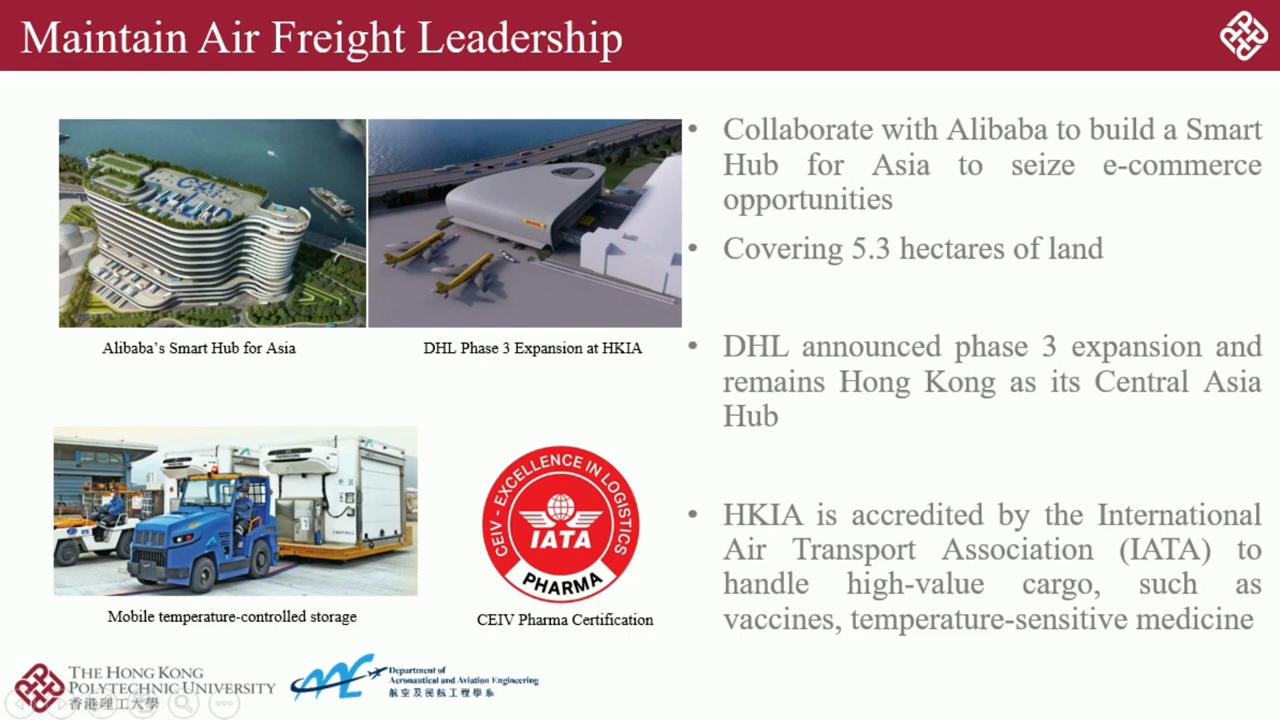 Maintain Air Freight Leadership
• Collaborate with Alibaba to build a Smart
Hub for Asia to seize e-commerce
opportunities
• Covering 5.3 hectares of land
Alibaba's Smart Hub for Asia
DHL Phase 3 Expansion at HKIA
• DHL announced phase 3 expansion and
remains Hong Kong as its Central Asia
Hub
• HKIA is accredited by the International
Air Transport Association (IATA) to
handle high-value cargo, such as
vaccines, temperature-sensitive medicine
CEIV - EXCELLENCE IN LOGISTICS
IATA
PHARMA
Mobile temperature-controlled storage
CEIV Pharma Certification
THE HONG KONG
POLYTECHNIC UNIVERSITY
香港理工大學
Department of
Aeronautical and Aviation Engineering
航空及民航工程學系